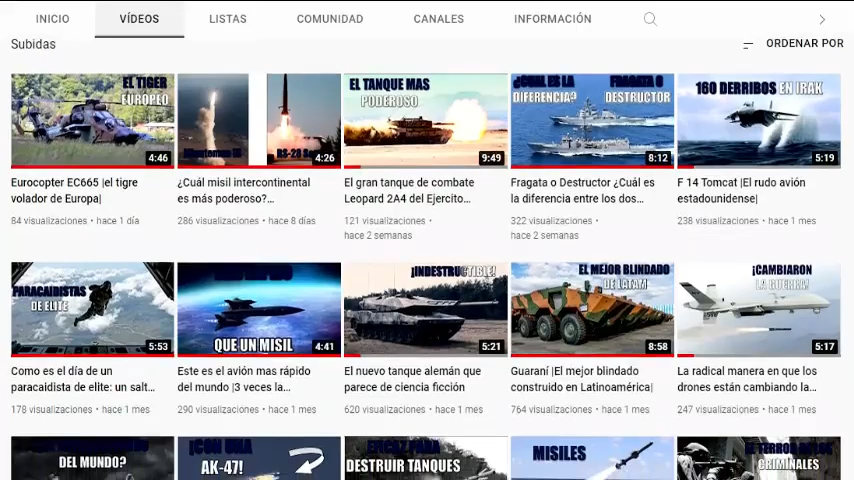 INICIO VÍDEOS LISTAS COMUNIDAD CANALES INFORMACIÓN
Subidas ORDENAR POR
EL TIGER
EUROPEO
4:46
RS-28
4:26
EL TANQUE MAS
PODEROSO
9:49
¿CUAL ES LA
DIFERENCIA?
FRAGATA O
DESTRUCTOR
8:12
160 DERRIBOS EN IRAK
5:19
Eurocopter EC665 |el tigre
volador de Europa|
84 visualizaciones • hace 1 día
¿Cuál misil intercontinental
es más poderoso?...
286 visualizaciones • hace 8 días
El gran tanque de combate
Leopard 2A4 del Ejercito...
121 visualizaciones •
hace 2 semanas
Fragata o Destructor ¿Cuál es
la diferencia entre los dos...
322 visualizaciones •
hace 2 semanas
F 14 Tomcat |El rudo avión
estadounidense|
238 visualizaciones • hace 1 mes
PARACAIDISTAS
DE ELITE
5:53
QUE UN MISIL
4:41
¡INDESTRUCTIBLE!
5:21
EL MEJOR BLINDADO
DE LATAM
8:58
¡CAMBIARON
LA GUERRA!
5:17
Como es el día de un
paracaidista de elite: un salt...
178 visualizaciones • hace 1 mes
Este es el avión mas rápido
del mundo |3 veces la...
290 visualizaciones • hace 1 mes
El nuevo tanque alemán que
parece de ciencia ficción
620 visualizaciones • hace 1 mes
Guaraní |El mejor blindado
construido en Latinoamérica|
764 visualizaciones • hace 1 mes
La radical manera en que los
drones están cambiando la...
247 visualizaciones • hace 1 mes
DEL MUNDO?
¡CON UNA
AK-47!
EFICAZ PARA
DESTRUIR TANQUES
MISILES
EL TERROR DE LOS
CRIMINALES